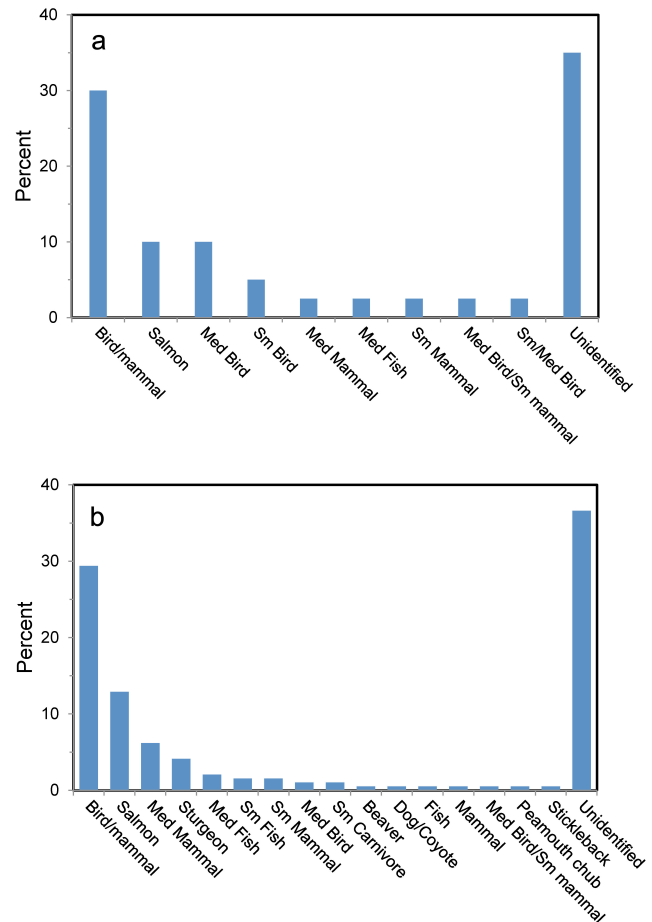 a
40
30
20
10
0
Percent
Bird/mammal
Salmon
Med Bird
Sm Bird
Med Mammal
Med Fish
Sm Mammal
Med Bird/Sm mammal
Sm/Med Bird
Unidentified
b
40
30
20
10
0
Percent
Bird/mammal
Salmon
Med Mammal
Sturgeon
Med Fish
Sm Fish
Sm Mammal
Med Bird
Sm Carnivore
Beaver
Dog/Coyote
Fish
Mammal
Med Bird/Sm mammal
Peamouth chub
Stickleback
Unidentified